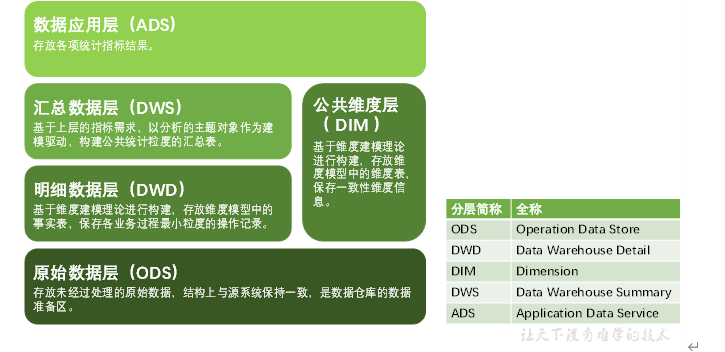 数据应用层（ADS）
存放各项统计指标结果。
汇总数据层（DWS）
基于上层的指标需求、以分析的主题对象作为建
模驱动、构建公共统计粒度的汇总表。
明细数据层（DWD）
基于维度建模理论进行构建、存放维度模型中的
事实表、保存各业务过程最小粒度的操作记录。
公共维度层
（DIM）
基于维度建模理论
进行构建、存放维
度模型中的维度表、
保存一致性维度信
息。
原始数据层（ODS）
存放未经过处理的原始数据、结构上与源系统保持一致、是数据仓库的数据
准备区。
分层简称 全称
ODS Operation Data Store
DWD Data Warehouse Detail
DIM Dimension
DWS Data Warehouse Summary
ADS Application Data Service
让天下没有难学的技术